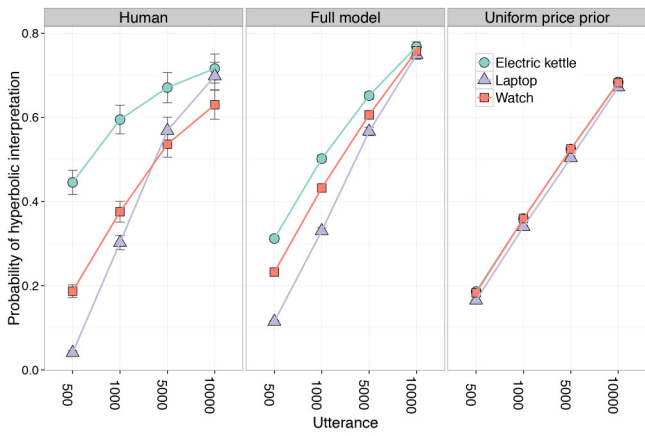 Human
Full model
Uniform price prior
Probability of hyperbolic interpretation
0.8
0.6
0.4
0.2
0.0
Electric kettle
Laptop
Watch
500
1000
5000
10000
500
1000
5000
10000
500
1000
5000
10000
Utterance